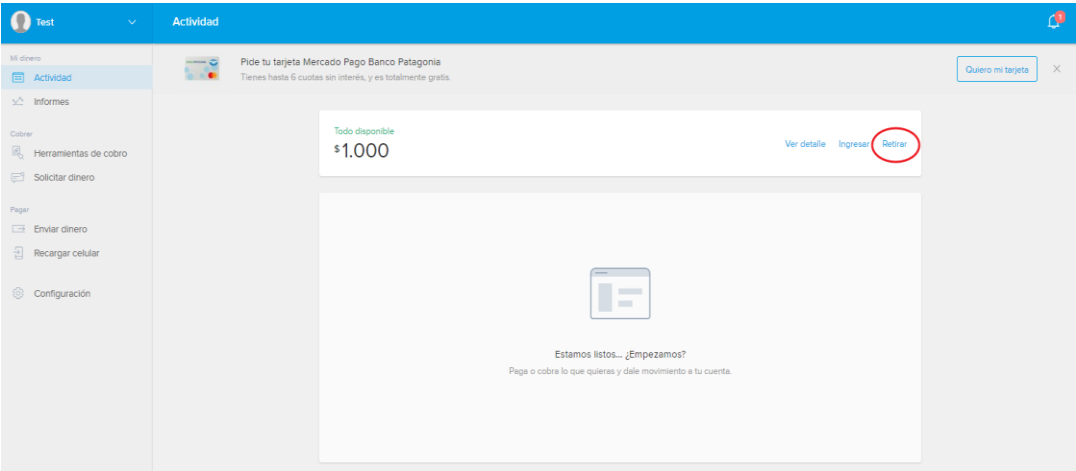 Test
Actividad
1
Mi dinero
Actividad
Informes
Cobrar
Herramientas de cobro
Solicitar dinero
Pagar
Enviar dinero
Recargar celular
Configuración
Pide tu tarjeta Mercado Pago Banco Patagonia
Tienes hasta 6 cuotas sin interés, y es totalmente gratis.
Quiero mi tarjeta
Todo disponible
$1.000
Ver detalle Ingresar Retirar
Estamos listos... ¿Empezamos?
Paga o cobra lo que quieras y dale movimiento a tu cuenta.